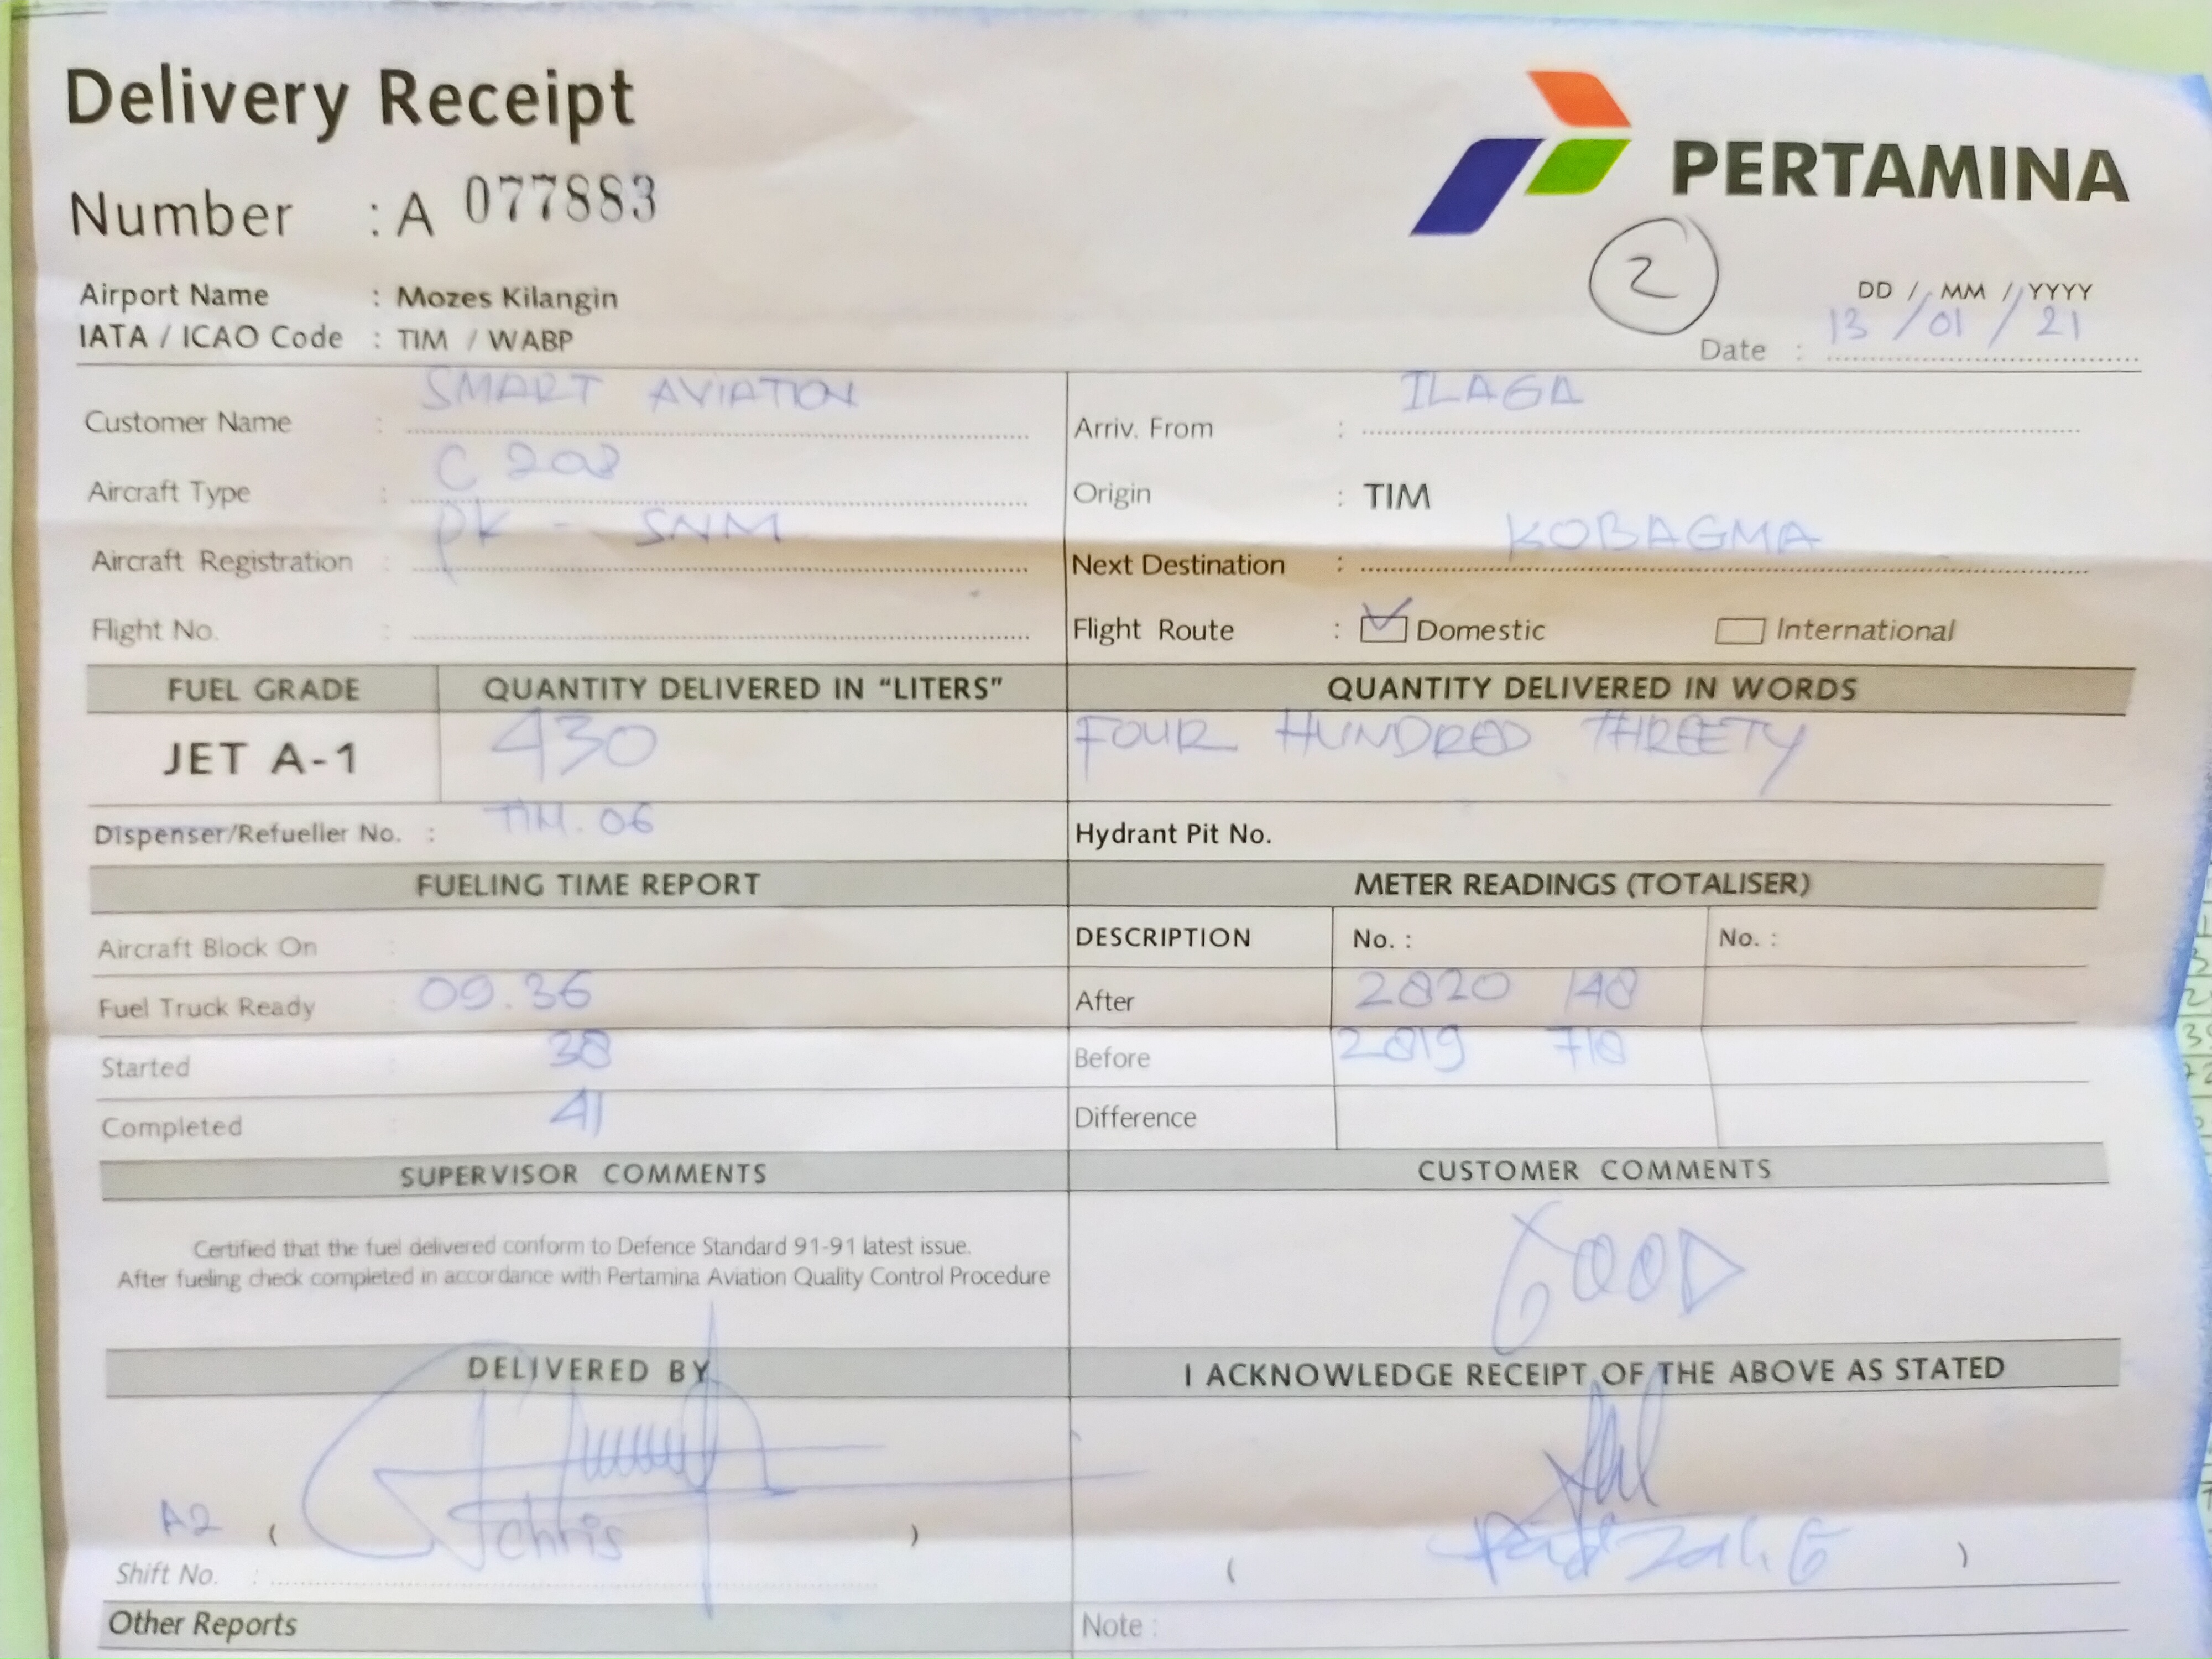 Delivery Receipt
PERTAMINA
Number : A 077883
2
Airport Name : Mozes Kilangin
IATA / ICAO Code : TIM / WABP
DD / MM / YYYY
Date : 13 / 01 / 21
Customer Name : SMART AVIATION
Arriv. From : ILAGA
Aircraft Type : C 208
Origin : TIM
Aircraft Registration : PK - SNM
Next Destination : KOBAGMA
Flight No. :
Flight Route : Domestic International
FUEL GRADE QUANTITY DELIVERED IN “LITERS” QUANTITY DELIVERED IN WORDS
JET A-1 430 FOUR HUNDRED THREETY
Dispenser/Refueller No. : TIM. 06
Hydrant Pit No.
FUELING TIME REPORT METER READINGS (TOTALISER)
Aircraft Block On :
DESCRIPTION No. : No. :
Fuel Truck Ready : 09.36
After 2820 148
Started : 38
Before 2819 718
Completed : 41
Difference
SUPERVISOR COMMENTS CUSTOMER COMMENTS
Certified that the fuel delivered conform to Defence Standard 91-91 latest issue.
After fueling check completed in accordance with Pertamina Aviation Quality Control Procedure
GOOD
DELIVERED BY I ACKNOWLEDGE RECEIPT OF THE ABOVE AS STATED
A2 ( )
Shift No. :
( )
Other Reports Note :